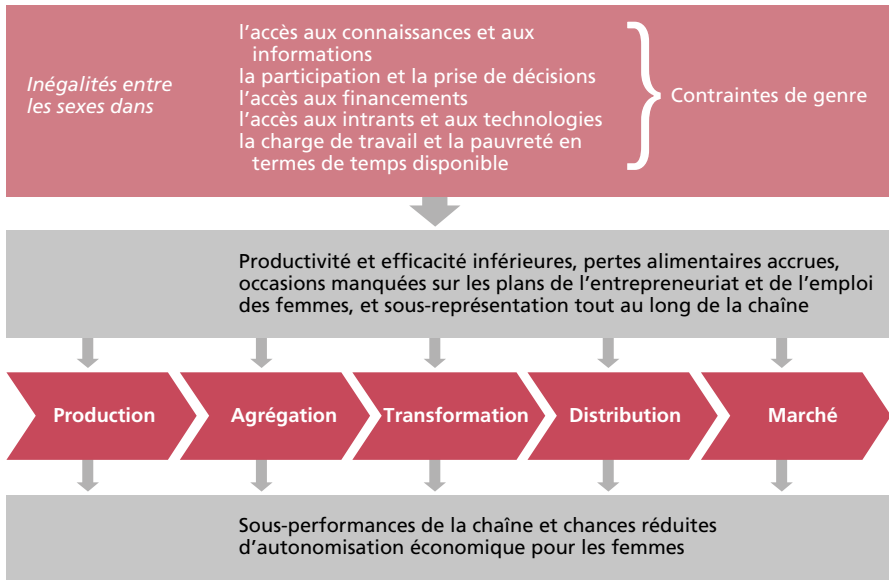 Inégalités entre
les sexes dans
l’accès aux connaissances et aux
informations
la participation et la prise de décisions
l’accès aux financements
l’accès aux intrants et aux technologies
la charge de travail et la pauvreté en
termes de temps disponible
Contraintes de genre
Productivité et efficacité inférieures, pertes alimentaires accrues,
occasions manquées sur les plans de l’entrepreneuriat et de l’emploi
des femmes, et sous-représentation tout au long de la chaîne
Production
Agrégation
Transformation
Distribution
Marché
Sous-performances de la chaîne et chances réduites
d’autonomisation économique pour les femmes